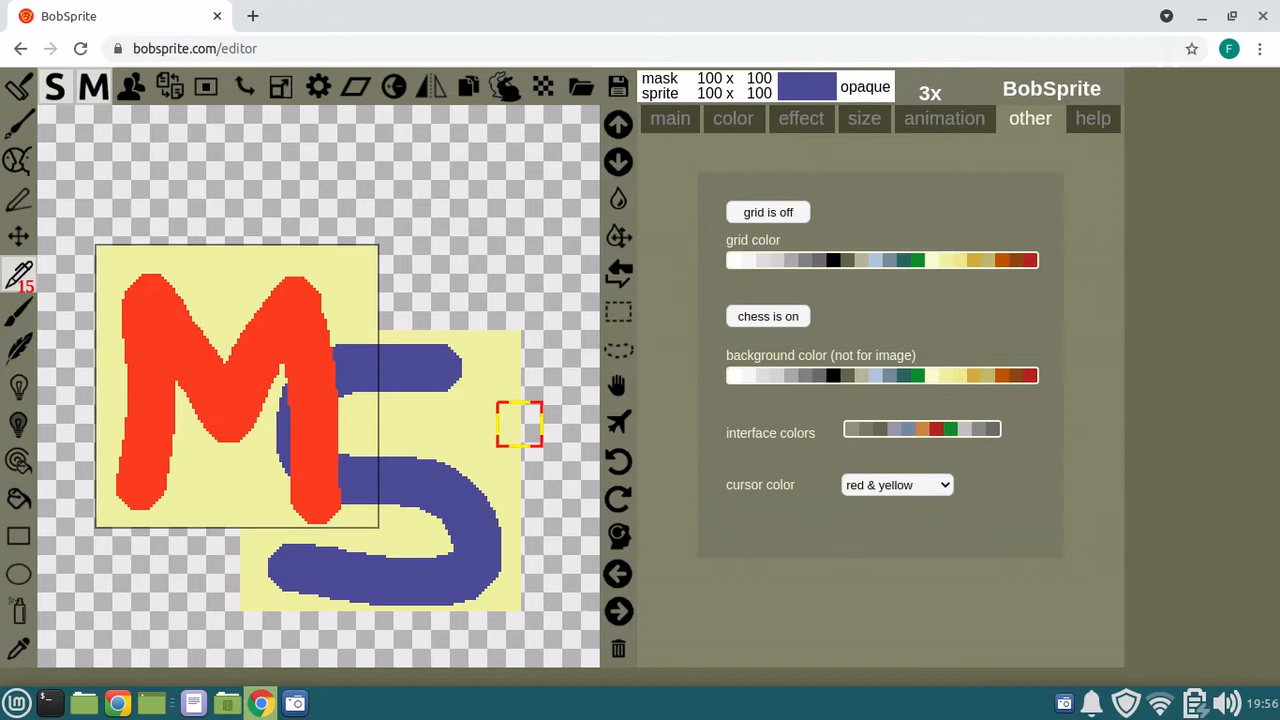 BobSprite
bobsprite.com/editor
F
S M
mask 100 x 100 opaque
sprite 100 x 100
3x
BobSprite
main color effect size animation other help
grid is off
grid color
chess is on
background color (not for image)
interface colors
cursor color red & yellow
15
M
S
19:56